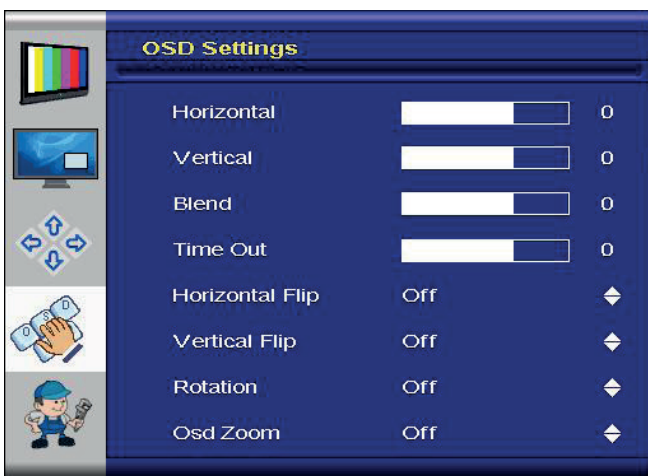 OSD Settings
Horizontal 0
Vertical 0
Blend 0
Time Out 0
Horizontal Flip Off
Vertical Flip Off
O S D
Rotation Off
Osd Zoom Off